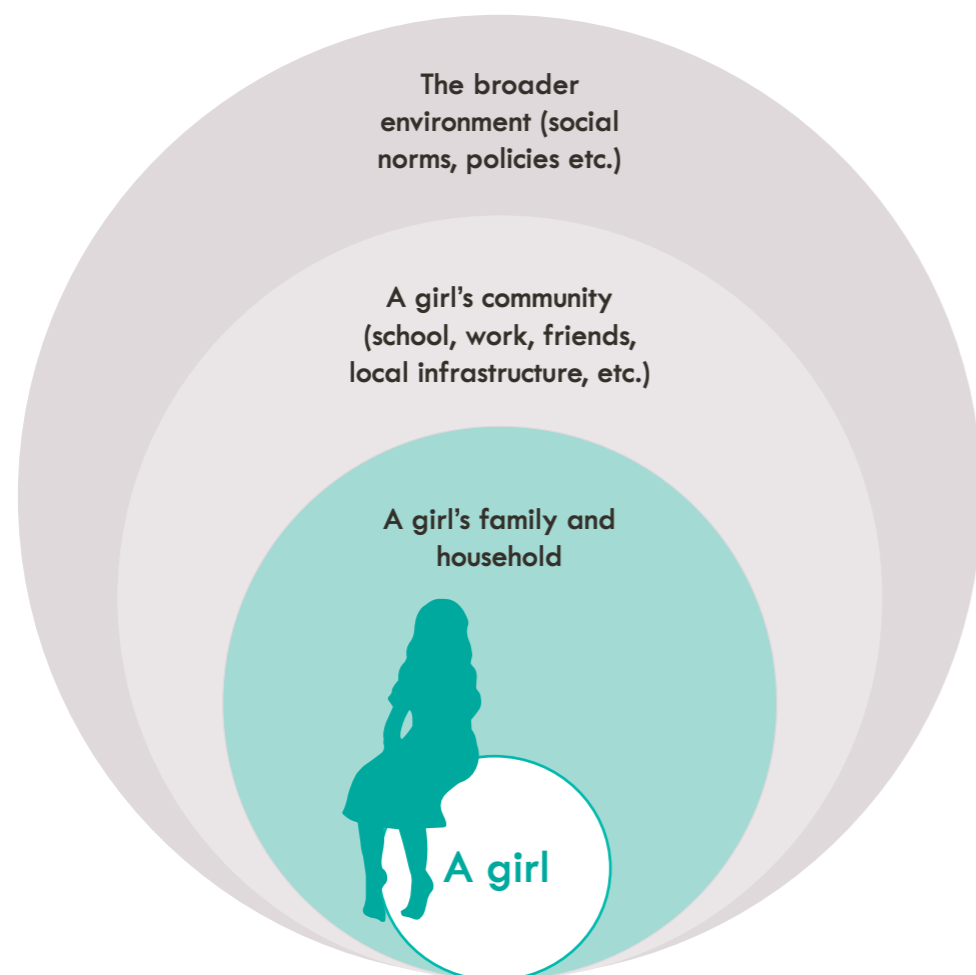 The broader
environment (social
norms, policies etc.)
A girl’s community
(school, work, friends,
local infrastructure, etc.)
A girl’s family and
household
A girl